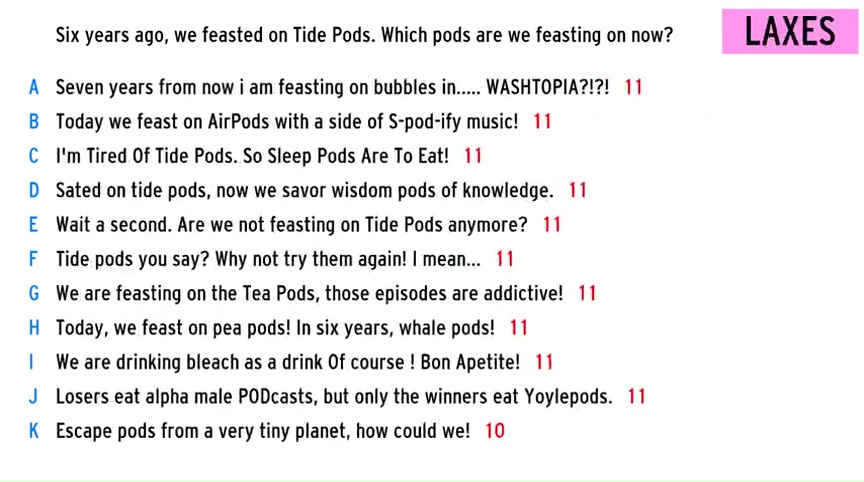 Six years ago, we feasted on Tide Pods. Which pods are we feasting on now?
LAXES
A Seven years from now i am feasting on bubbles in..... WASHTOPIA?!?! 11
B Today we feast on AirPods with a side of S-pod-ify music! 11
C I'm Tired Of Tide Pods. So Sleep Pods Are To Eat! 11
D Sated on tide pods, now we savor wisdom pods of knowledge. 11
E Wait a second. Are we not feasting on Tide Pods anymore? 11
F Tide pods you say? Why not try them again! I mean... 11
G We are feasting on the Tea Pods, those episodes are addictive! 11
H Today, we feast on pea pods! In six years, whale pods! 11
I We are drinking bleach as a drink Of course ! Bon Apetite! 11
J Losers eat alpha male PODcasts, but only the winners eat Yoylepods. 11
K Escape pods from a very tiny planet, how could we! 10